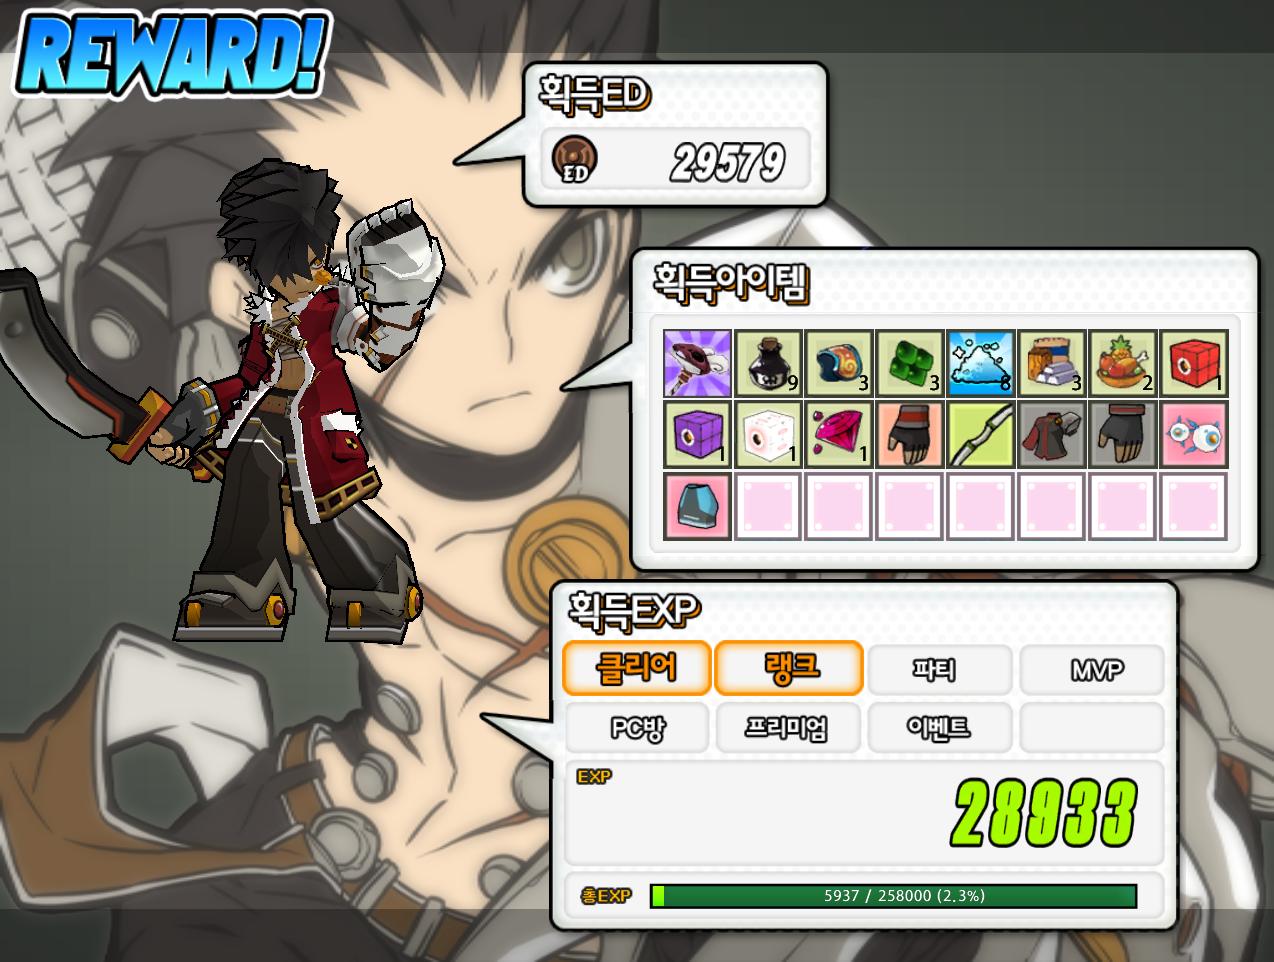 REWARD!
획득ED
ED 29579
획득아이템
9 3 3 8 3 2 1
1 1 1
획득EXP
클리어 랭크 파티 MVP
PC방 프리미엄 이벤트
EXP
28933
총EXP 5937 / 258000 (2.3%)